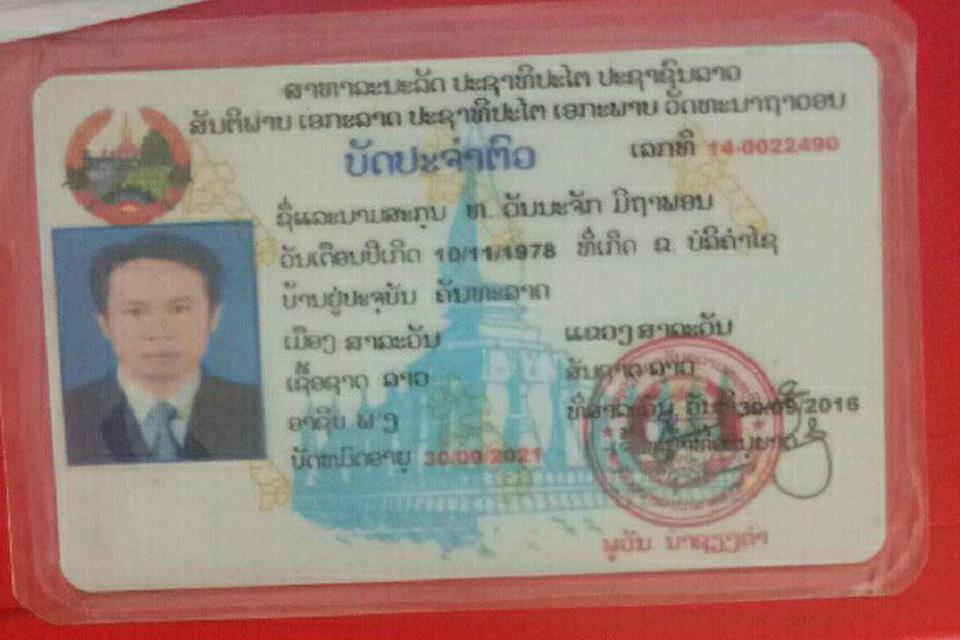 ສາທາລະນະລັດ ປະຊາທິປະໄຕ ປະຊາຊົນລາວ
ສັນຕິພາບ ເອກະລາດ ປະຊາທິປະໄຕ ເອກະພາບ ວັດທະນາຖາວອນ
ບັດປະຈໍາຕົວ
ເລກທີ 14-0022490
ຊື່ແລະນາມສະກຸນ ທ. ວັນນະຈັກ ມິຖາພອນ
ວັນເດືອນປີເກີດ 10/11/1978 ທີ່ເກີດ ຂ. ບໍລິຄໍາໄຊ
ບ້ານຢູ່ປະຈຸບັນ ຄັນທະລາດ
ເມືອງ ສາລະວັນ ແຂວງ ສາລະວັນ
ເຊື້ອຊາດ ລາວ ສັນຊາດ ລາວ
ອາຊີບ ພ/ງ ທີ່ສາລະວັນ, ວັນທີ 30/09/2016
ບັດໝົດອາຍຸ 30/09/2021
ພູວັນ ນາຊຽງຄໍາ